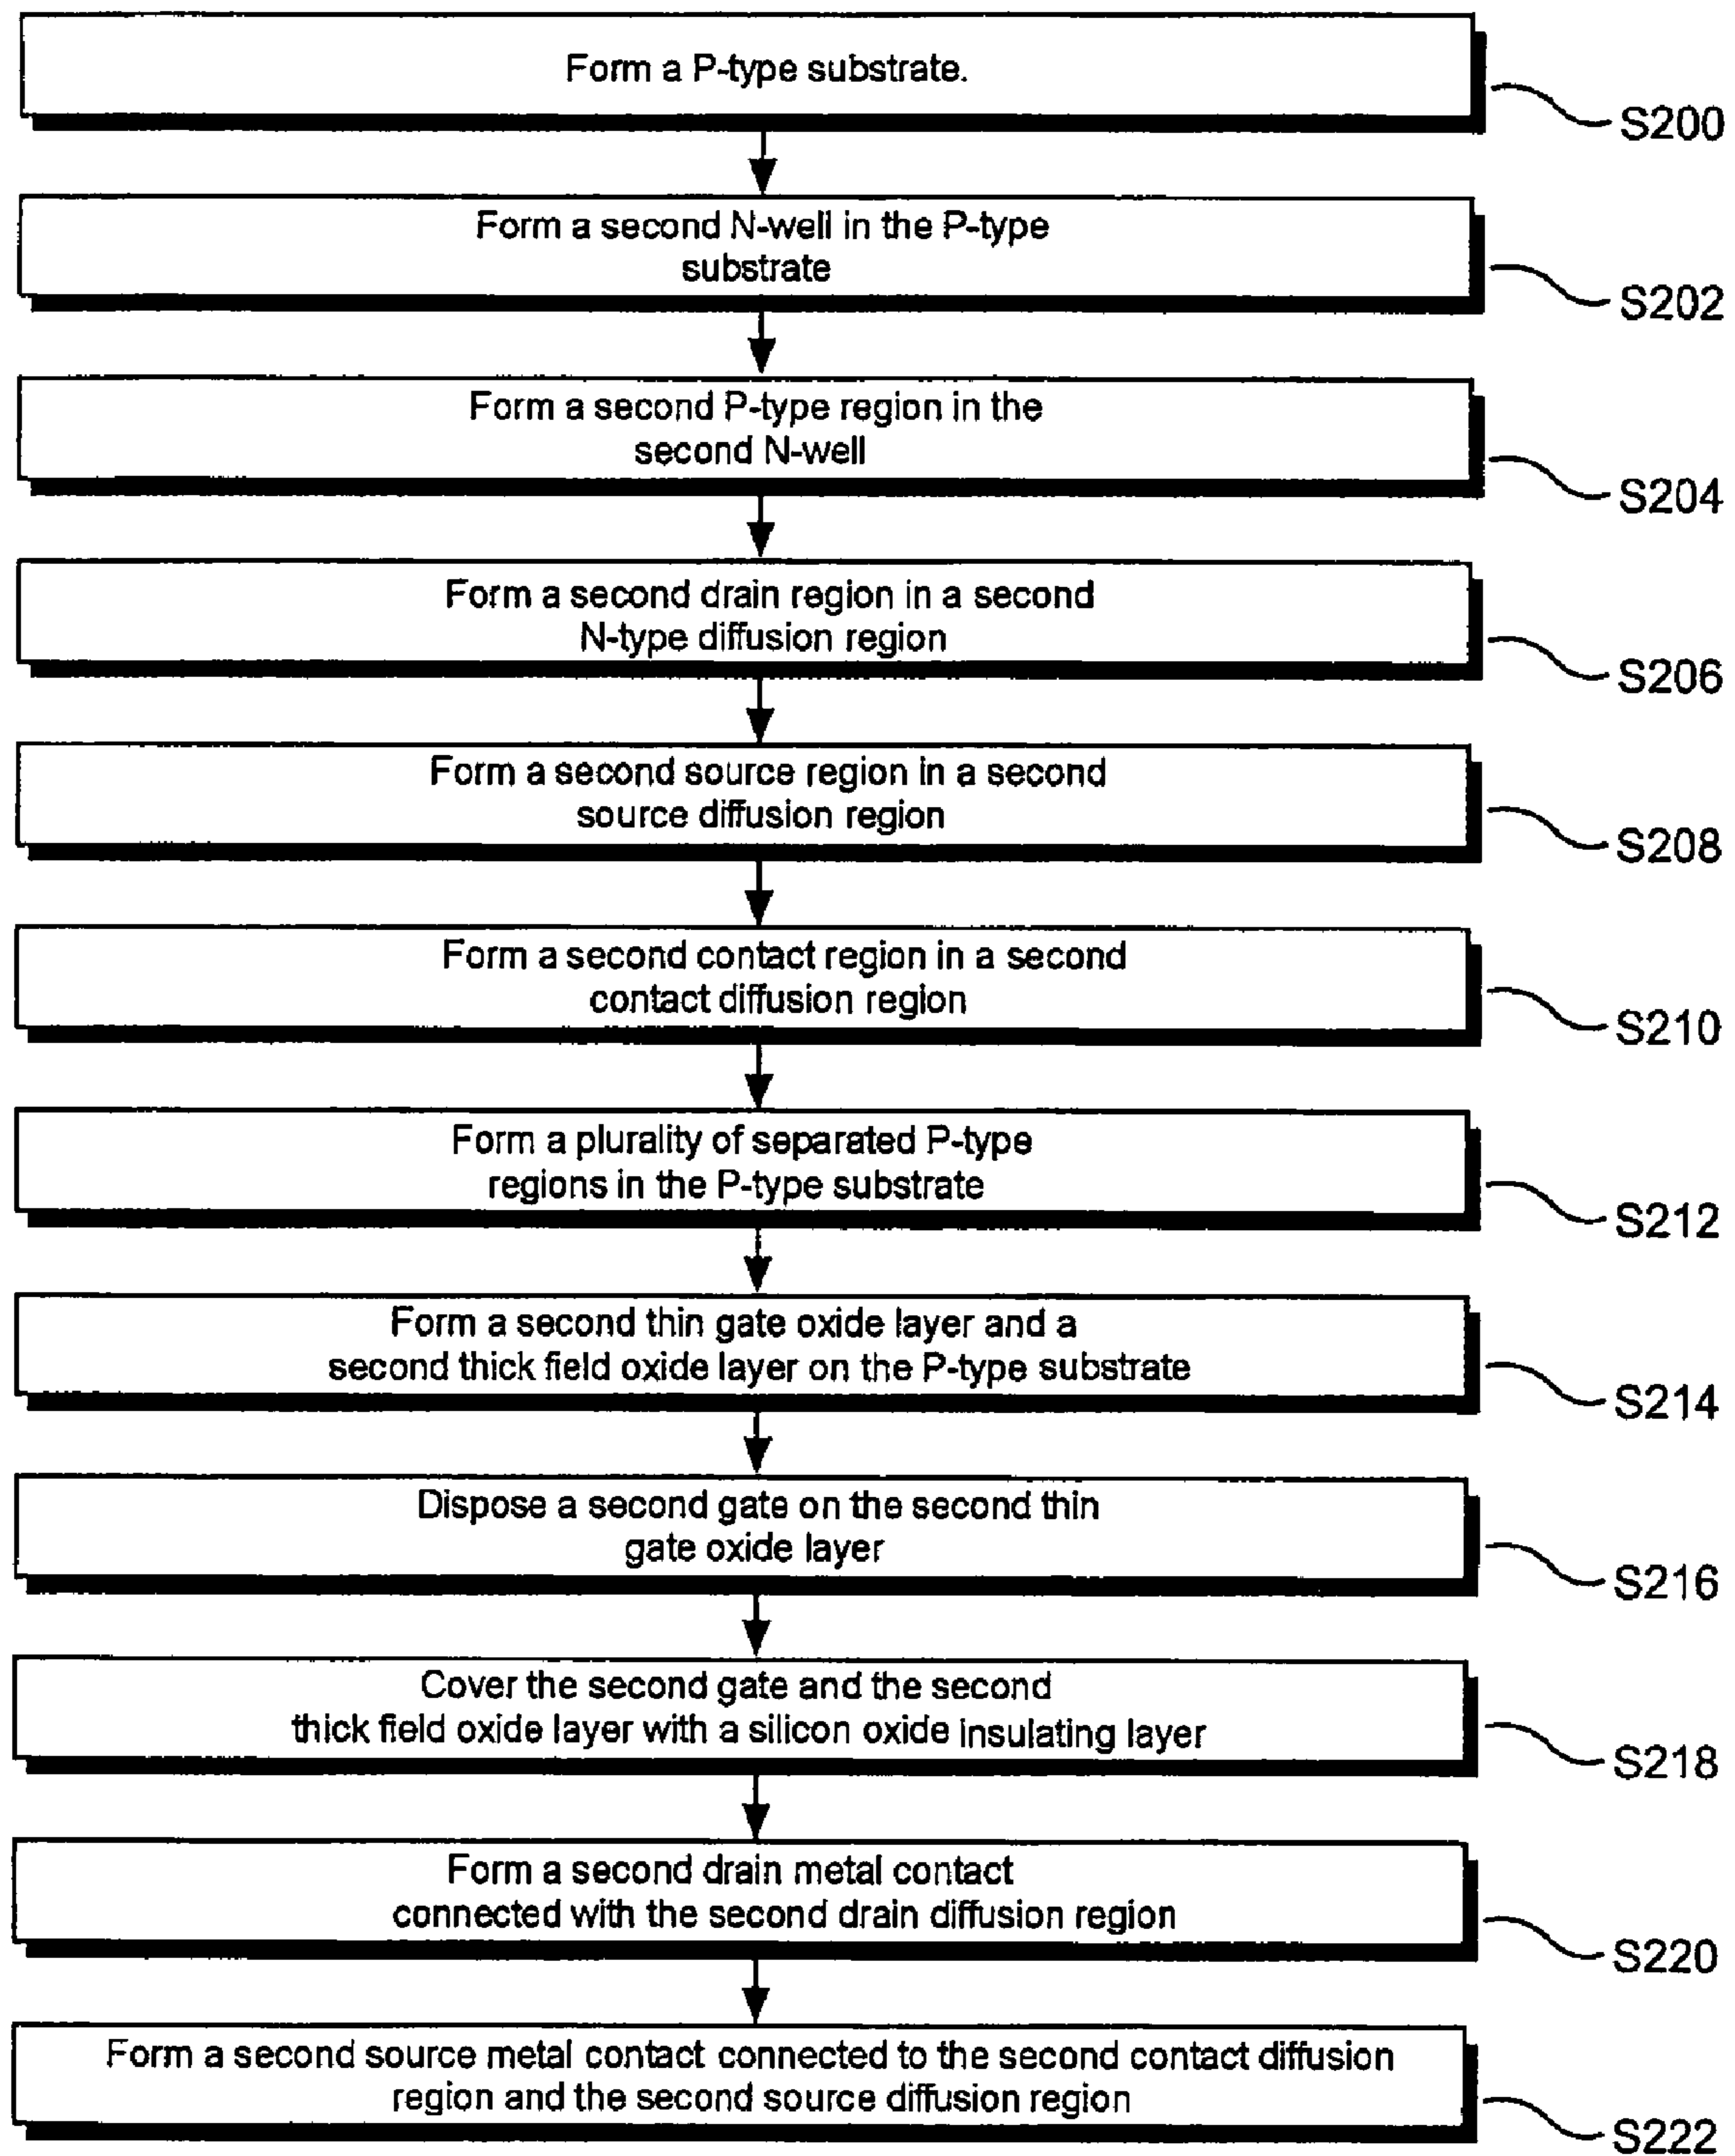 Form a P-type substrate.
S200
Form a second N-well in the P-type
substrate
S202
Form a second P-type region in the
second N-well
S204
Form a second drain region in a second
N-type diffusion region
S206
Form a second source region in a second
source diffusion region
S208
Form a second contact region in a second
contact diffusion region
S210
Form a plurality of separated P-type
regions in the P-type substrate
S212
Form a second thin gate oxide layer and a
second thick field oxide layer on the P-type substrate
S214
Dispose a second gate on the second thin
gate oxide layer
S216
Cover the second gate and the second
thick field oxide layer with a silicon oxide insulating layer
S218
Form a second drain metal contact
connected with the second drain diffusion region
S220
Form a second source metal contact connected to the second contact diffusion
region and the second source diffusion region
S222